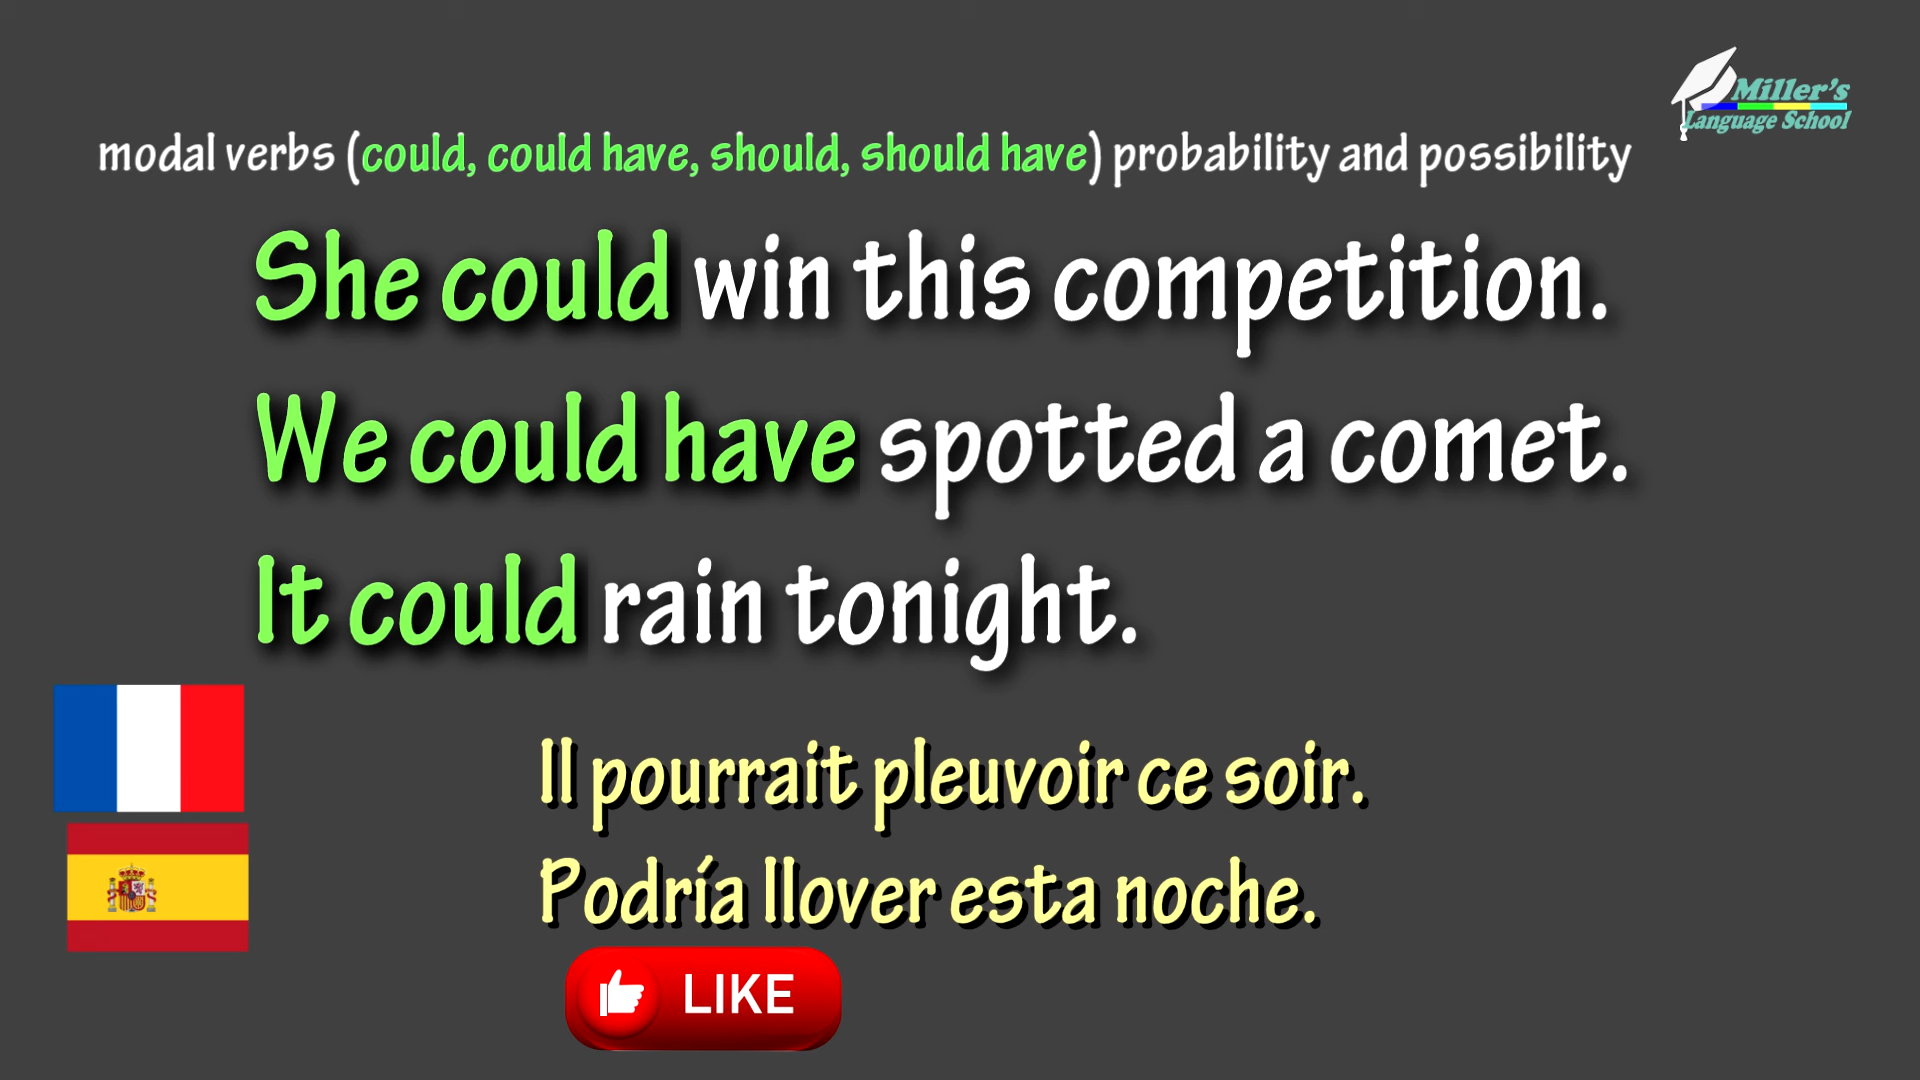 Miller's
Language School
modal verbs (could, could have, should, should have) probability and possibility
She could win this competition.
We could have spotted a comet.
It could rain tonight.
Il pourrait pleuvoir ce soir.
Podría llover esta noche.
LIKE